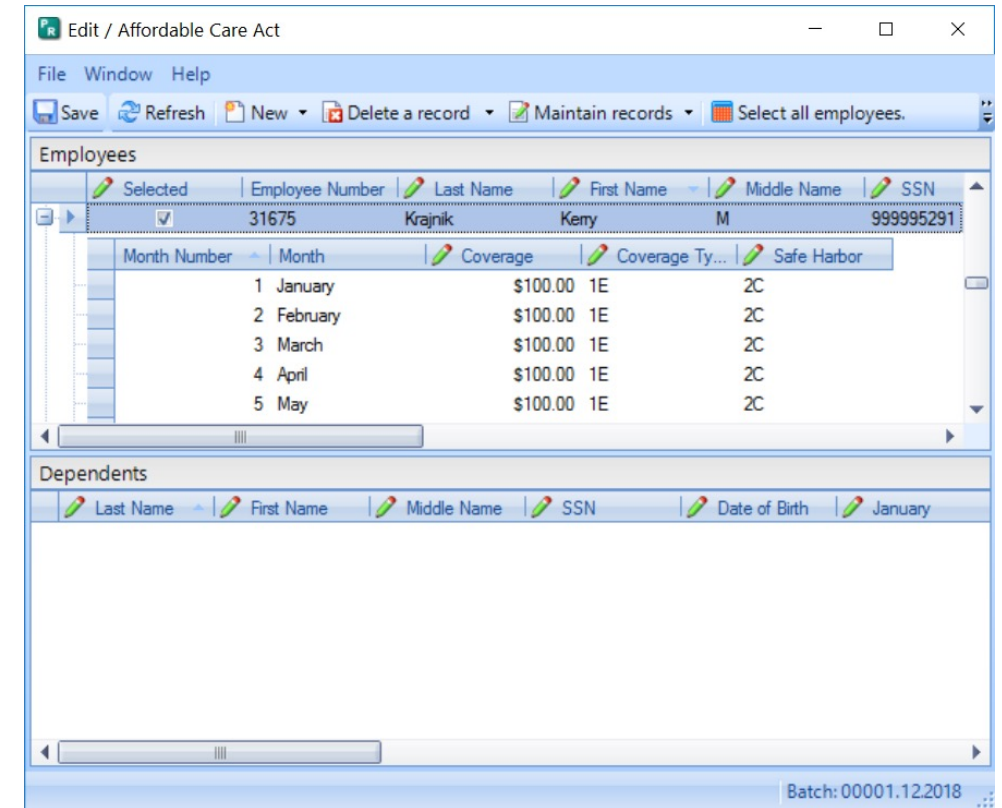 PR Edit / Affordable Care Act
File Window Help
Save Refresh New Delete a record Maintain records Select all employees.
Employees
Selected Employee Number Last Name First Name Middle Name SSN
31675 Krajnik Kerry M 999995291
Month Number Month Coverage Coverage Ty... Safe Harbor
1 January $100.00 1E 2C
2 February $100.00 1E 2C
3 March $100.00 1E 2C
4 April $100.00 1E 2C
5 May $100.00 1E 2C
Dependents
Last Name First Name Middle Name SSN Date of Birth January
Batch: 00001.12.2018